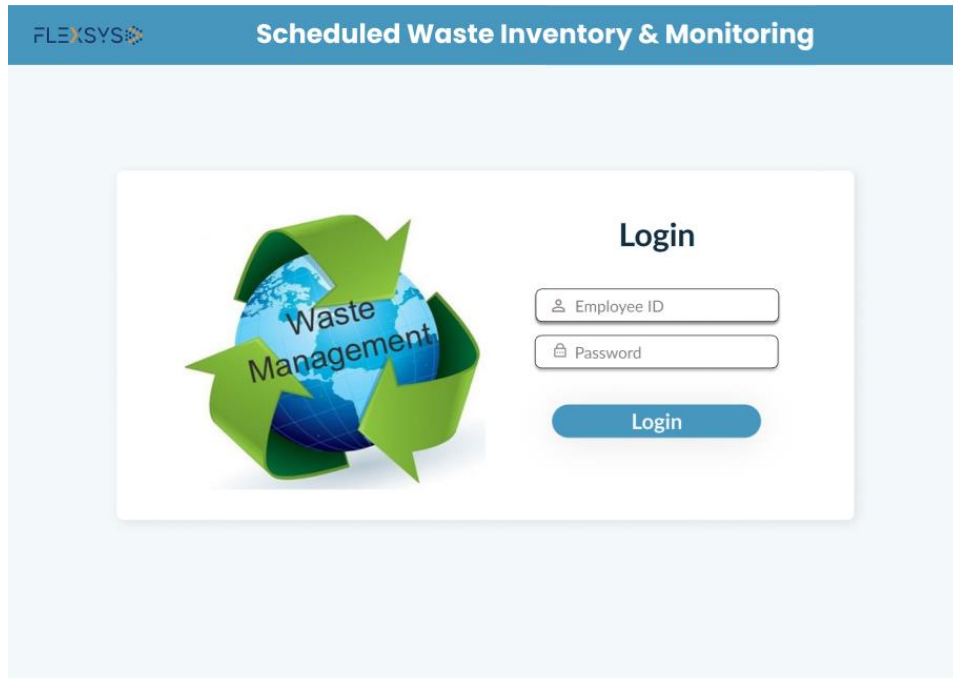 FLEXSYS
Scheduled Waste Inventory & Monitoring
Waste
Management
Login
Employee ID
Password
Login